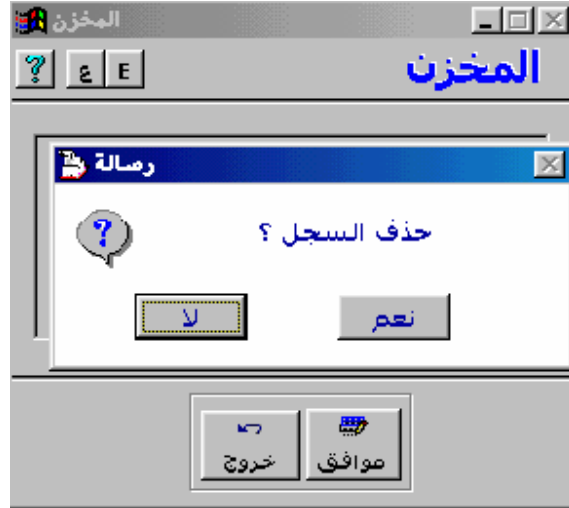 المخزن
المخزن
E ع ?
رسالة
حذف السجل ؟
نعم لا
موافق خروج